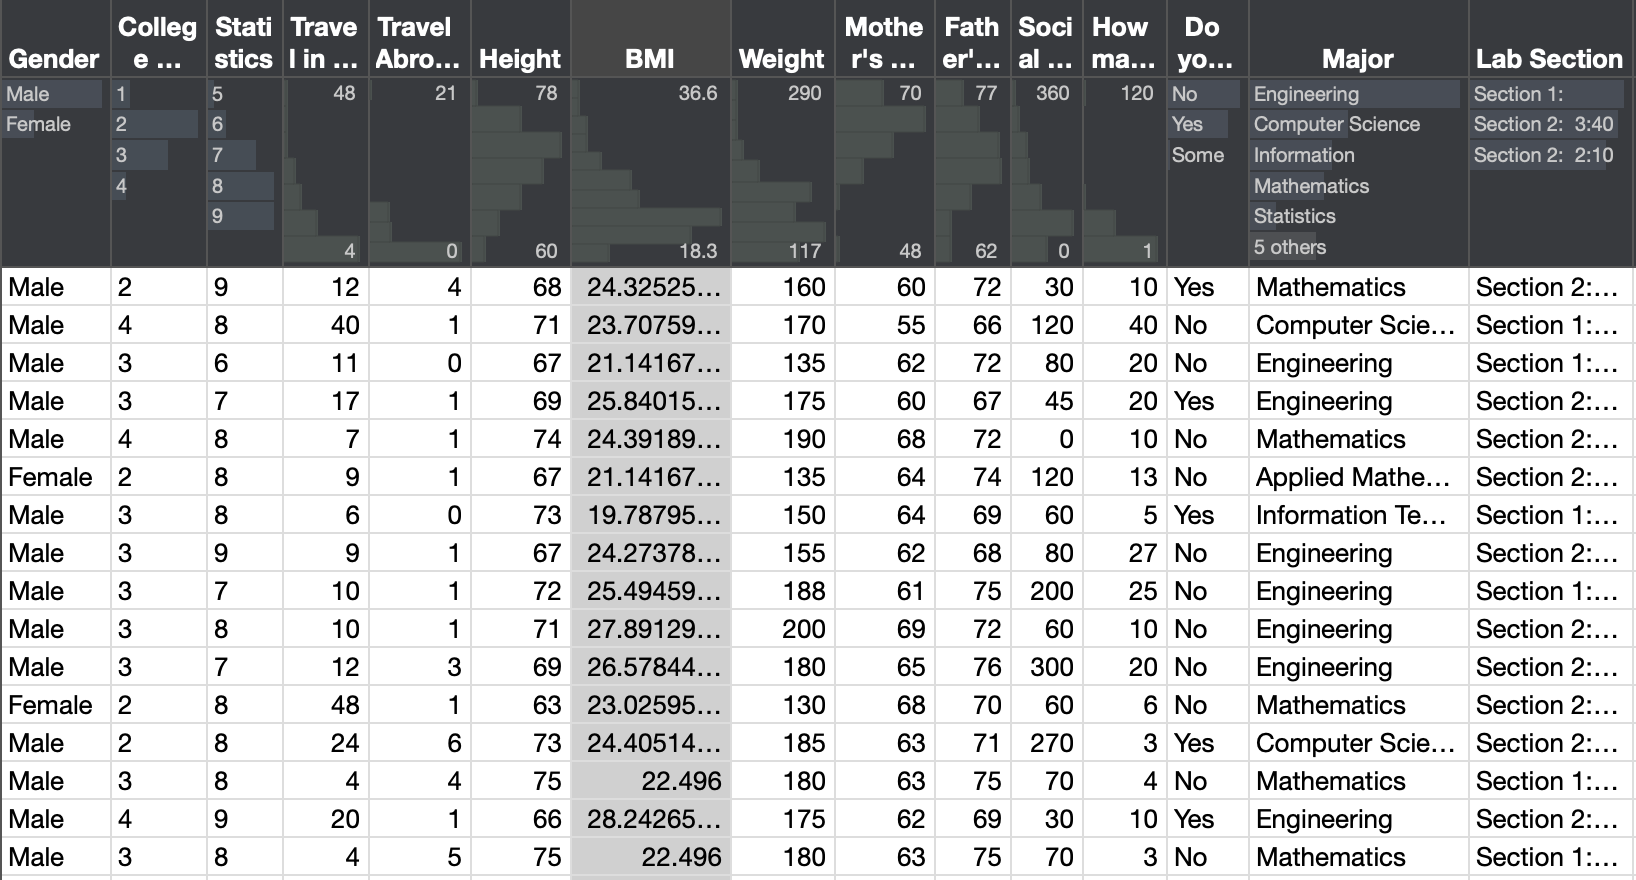 Gender Colleg e ... Stati stics Trave l in ... Travel Abro... Height BMI Weight Mothe r's ... Fath er'... Soci al ... How ma... Do yo... Major Lab Section
Male 1 5 48 21 78 36.6 290 70 77 360 120 No Engineering Section 1:
Female 2 6 Yes Computer Science Section 2: 3:40
3 7 Some Information Section 2: 2:10
4 8 Mathematics
9 Statistics
4 0 60 18.3 117 48 62 0 1 5 others
Male 2 9 12 4 68 24.32525... 160 60 72 30 10 Yes Mathematics Section 2:...
Male 4 8 40 1 71 23.70759... 170 55 66 120 40 No Computer Scie... Section 1:...
Male 3 6 11 0 67 21.14167... 135 62 72 80 20 No Engineering Section 1:...
Male 3 7 17 1 69 25.84015... 175 60 67 45 20 Yes Engineering Section 2:...
Male 4 8 7 1 74 24.39189... 190 68 72 0 10 No Mathematics Section 2:...
Female 2 8 9 1 67 21.14167... 135 64 74 120 13 No Applied Mathe... Section 2:...
Male 3 8 6 0 73 19.78795... 150 64 69 60 5 Yes Information Te... Section 1:...
Male 3 9 9 1 67 24.27378... 155 62 68 80 27 No Engineering Section 2:...
Male 3 7 10 1 72 25.49459... 188 61 75 200 25 No Engineering Section 1:...
Male 3 8 10 1 71 27.89129... 200 69 72 60 10 No Engineering Section 2:...
Male 3 7 12 3 69 26.57844... 180 65 76 300 20 No Engineering Section 2:...
Female 2 8 48 1 63 23.02595... 130 68 70 60 6 No Mathematics Section 2:...
Male 2 8 24 6 73 24.40514... 185 63 71 270 3 Yes Computer Scie... Section 2:...
Male 3 8 4 4 75 22.496 180 63 75 70 4 No Mathematics Section 1:...
Male 4 9 20 1 66 28.24265... 175 62 69 30 10 Yes Engineering Section 2:...
Male 3 8 4 5 75 22.496 180 63 75 70 3 No Mathematics Section 1:...